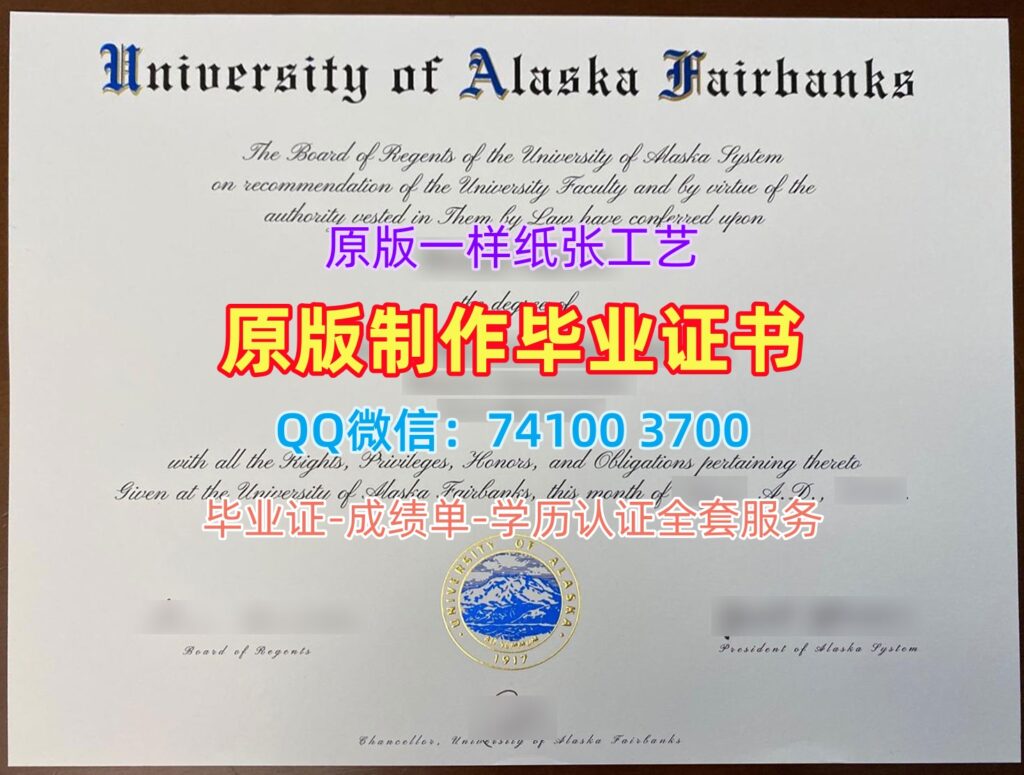 University of Alaska Fairbanks
The Board of Regents of the University of Alaska System
on recommendation of the University Faculty and by virtue of the
authority vested in Them by Law have conferred upon
原版一样纸张工艺
the degree of
原版制作毕业证书
QQ微信：74100 3700
with all the Rights, Privileges, Honors, and Obligations pertaining thereto
Given at the University of Alaska Fairbanks, this month of A.D.,
毕业证-成绩单-学历认证全套服务
UNIVERSITY OF ALASKA
AD SUMMUM
1917
Board of Regents
President of Alaska System
Chancellor, University of Alaska Fairbanks